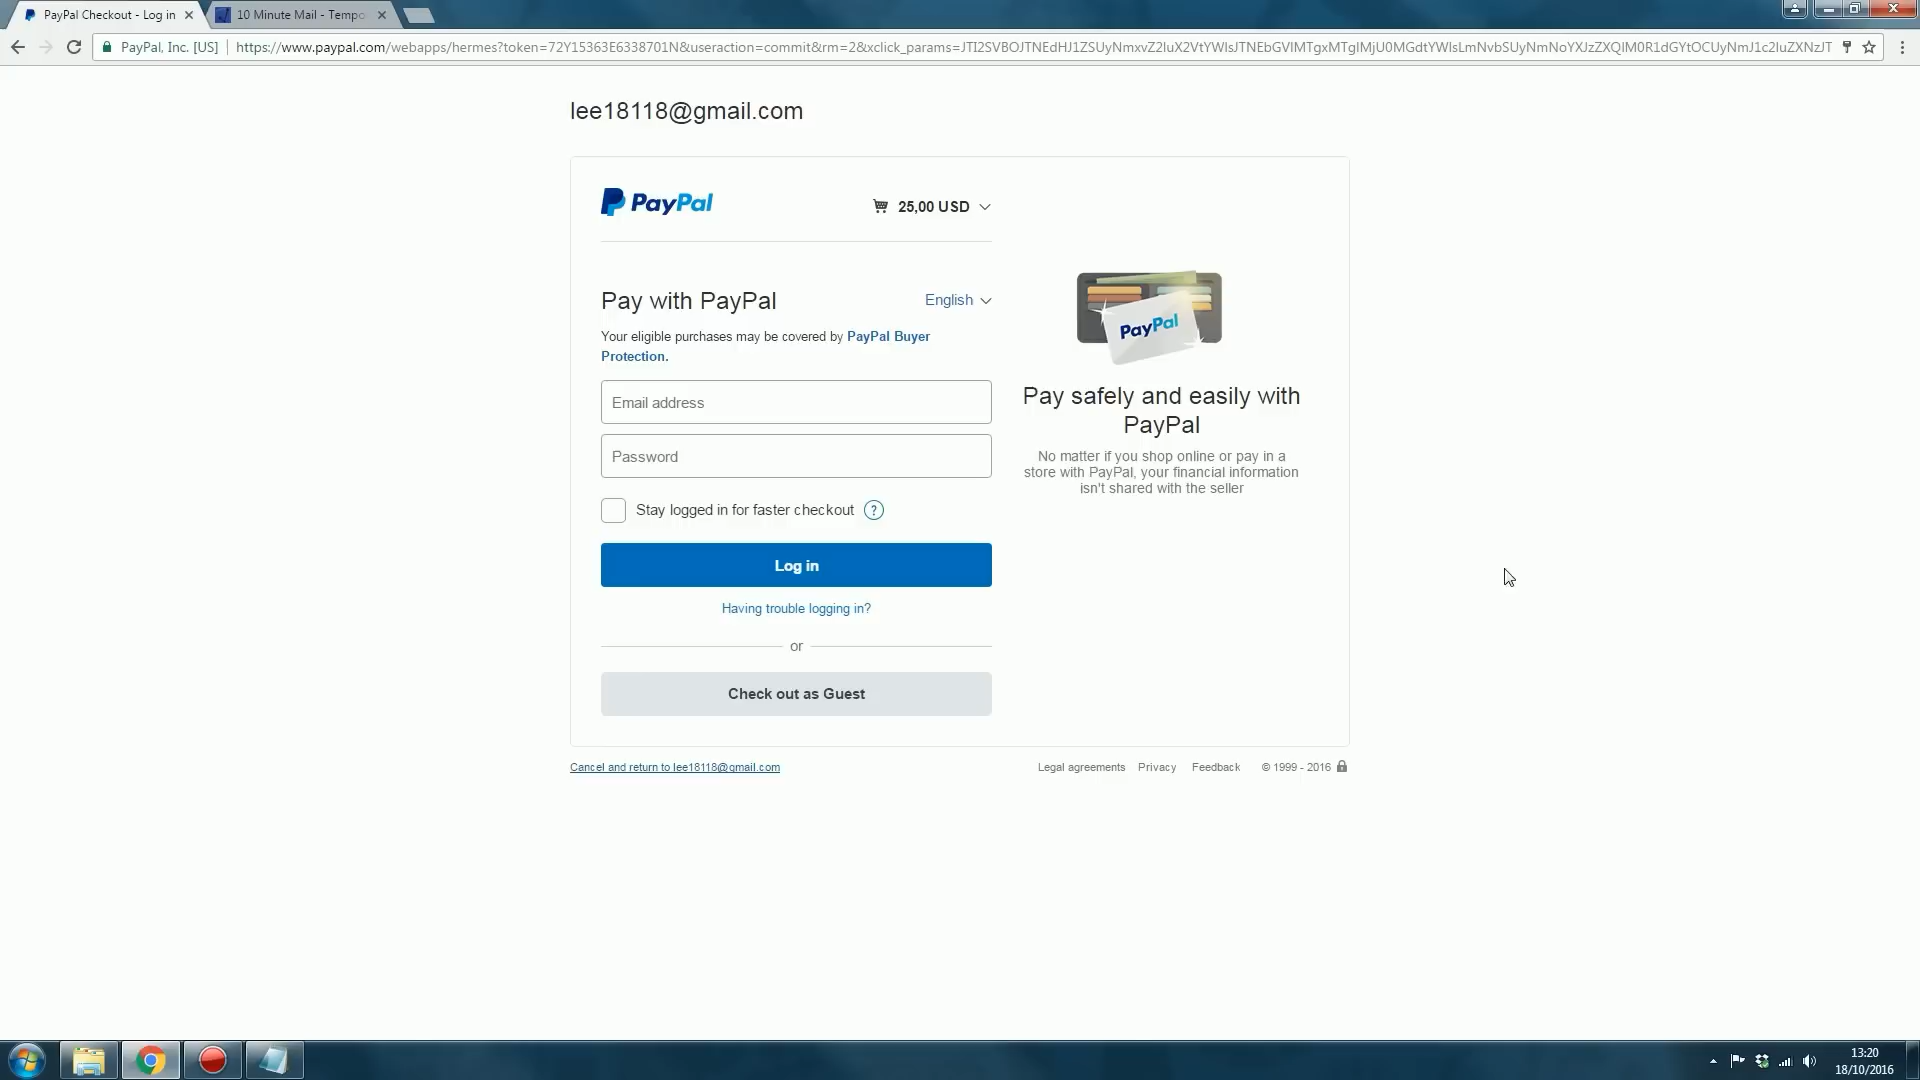 PayPal Checkout - Log in
10 Minute Mail - Tempo
PayPal, Inc. [US]
https://www.paypal.com/webapps/hermes?token=72Y15363E6338701N&useraction=commit&rm=2&xclick_params=
lee18118@gmail.com
PayPal
25,00 USD
Pay with PayPal
English
Your eligible purchases may be covered by PayPal Buyer
Protection.
Email address
Password
Stay logged in for faster checkout ?
Log in
Having trouble logging in?
or
Check out as Guest
PayPal
Pay safely and easily with
PayPal
No matter if you shop online or pay in a
store with PayPal, your financial information
isn't shared with the seller
Cancel and return to lee18118@gmail.com
Legal agreements Privacy Feedback © 1999 - 2016
13:20
18/10/2016